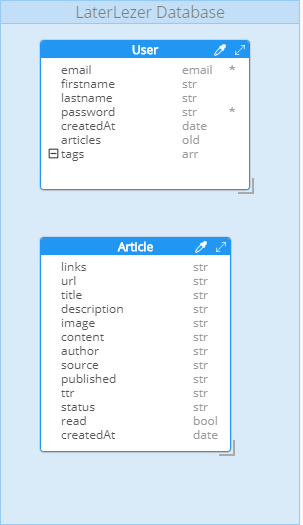 LaterLezer Database
User
email email *
firstname str
lastname str
password str *
createdAt date
articles old
tags arr
Article
links str
url str
title str
description str
image str
content str
author str
source str
published str
ttr str
status str
read bool
createdAt date